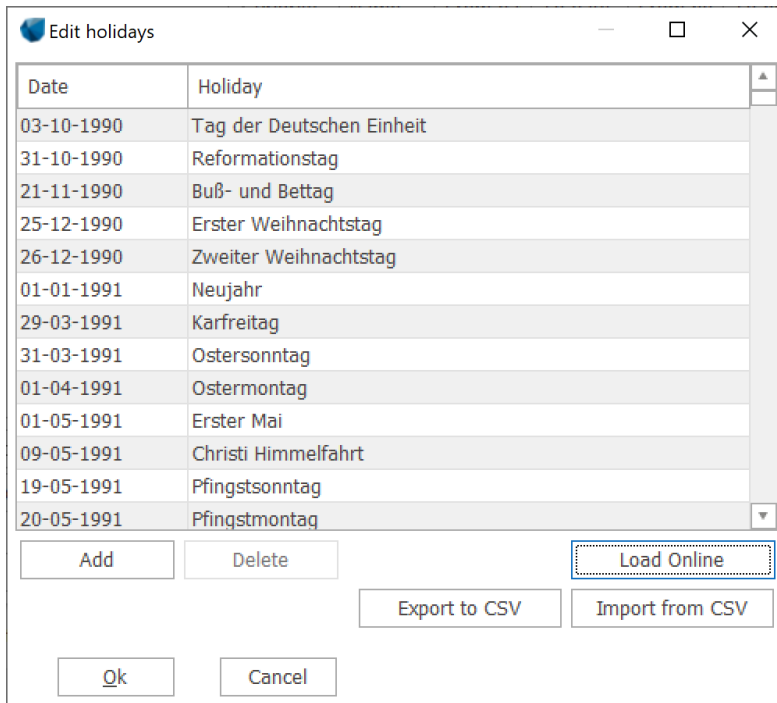 Edit holidays
Date Holiday
03-10-1990 Tag der Deutschen Einheit
31-10-1990 Reformationstag
21-11-1990 Buß- und Bettag
25-12-1990 Erster Weihnachtstag
26-12-1990 Zweiter Weihnachtstag
01-01-1991 Neujahr
29-03-1991 Karfreitag
31-03-1991 Ostersonntag
01-04-1991 Ostermontag
01-05-1991 Erster Mai
09-05-1991 Christi Himmelfahrt
19-05-1991 Pfingstsonntag
20-05-1991 Pfingstmontag
Add Delete Load Online
Export to CSV Import from CSV
Ok Cancel